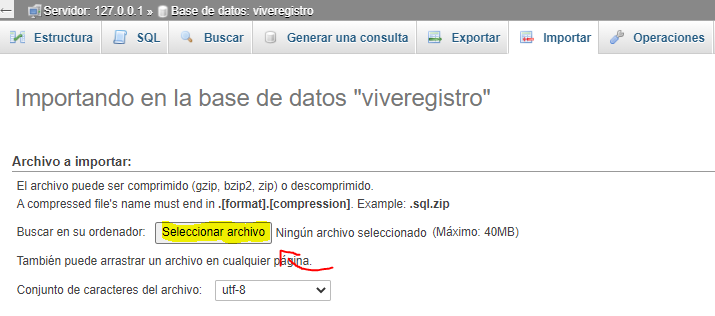 Servidor: 127.0.0.1 » Base de datos: viveregistro
Estructura SQL Buscar Generar una consulta Exportar Importar Operaciones
Importando en la base de datos "viveregistro"
Archivo a importar:
El archivo puede ser comprimido (gzip, bzip2, zip) o descomprimido.
A compressed file's name must end in .[format].[compression]. Example: .sql.zip
Buscar en su ordenador: Seleccionar archivo Ningún archivo seleccionado (Máximo: 40MB)
También puede arrastrar un archivo en cualquier página.
Conjunto de caracteres del archivo: utf-8